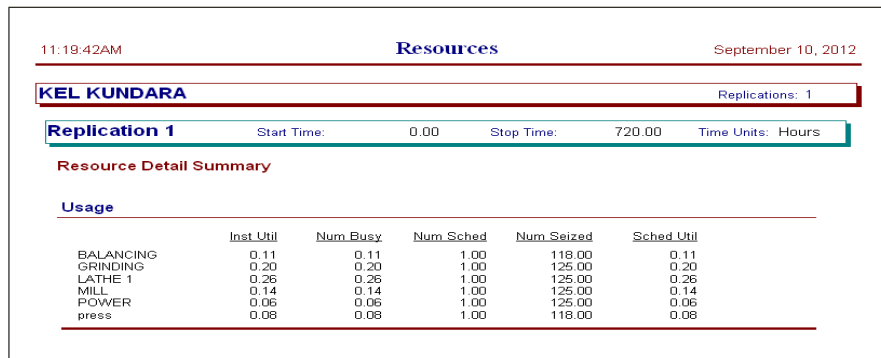 11:19:42AM Resources September 10, 2012
KEL KUNDARA Replications: 1
Replication 1 Start Time: 0.00 Stop Time: 720.00 Time Units: Hours
Resource Detail Summary
Usage
Inst Util Num Busy Num Sched Num Seized Sched Util
BALANCING 0.11 0.11 1.00 118.00 0.11
GRINDING 0.20 0.20 1.00 125.00 0.20
LATHE 1 0.26 0.26 1.00 125.00 0.26
MILL 0.14 0.14 1.00 125.00 0.14
POWER 0.06 0.06 1.00 125.00 0.06
press 0.08 0.08 1.00 118.00 0.08